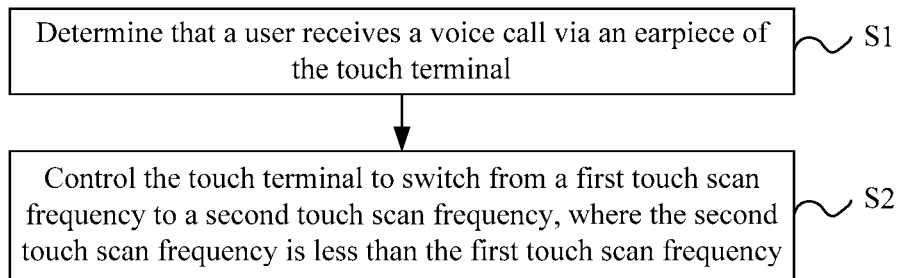 Determine that a user receives a voice call via an earpiece of
the touch terminal
S1
Control the touch terminal to switch from a first touch scan
frequency to a second touch scan frequency, where the second
touch scan frequency is less than the first touch scan frequency
S2